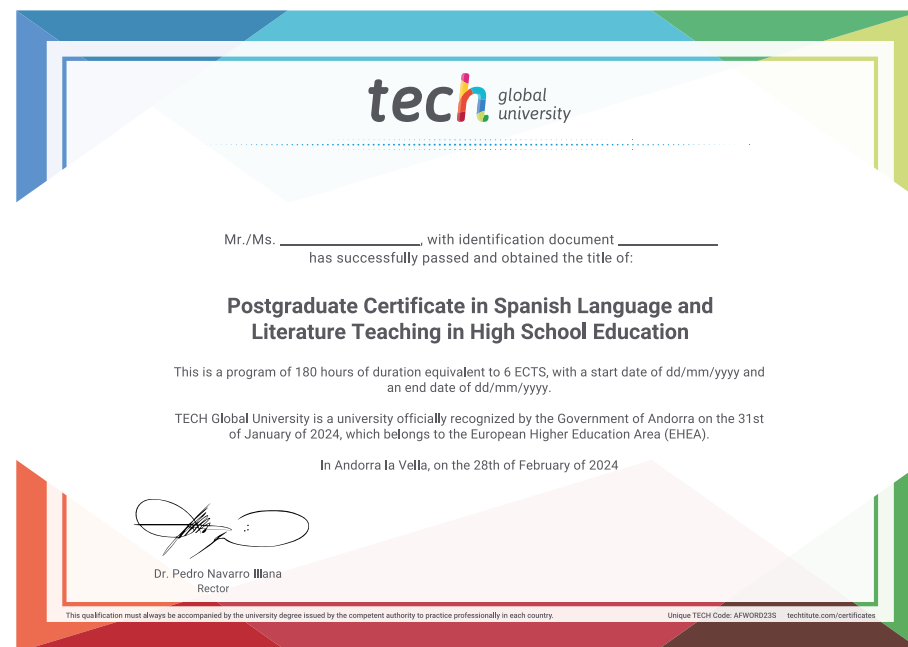 tech global
university
Mr./Ms. ________________, with identification document ____________
has successfully passed and obtained the title of:
Postgraduate Certificate in Spanish Language and
Literature Teaching in High School Education
This is a program of 180 hours of duration equivalent to 6 ECTS, with a start date of dd/mm/yyyy and
an end date of dd/mm/yyyy.
TECH Global University is a university officially recognized by the Government of Andorra on the 31st
of January of 2024, which belongs to the European Higher Education Area (EHEA).
In Andorra la Vella, on the 28th of February of 2024
Dr. Pedro Navarro Illana
Rector
This qualification must always be accompanied by the university degree issued by the competent authority to practice professionally in each country. Unique TECH Code: AFWORD23S techtitute.com/certificates